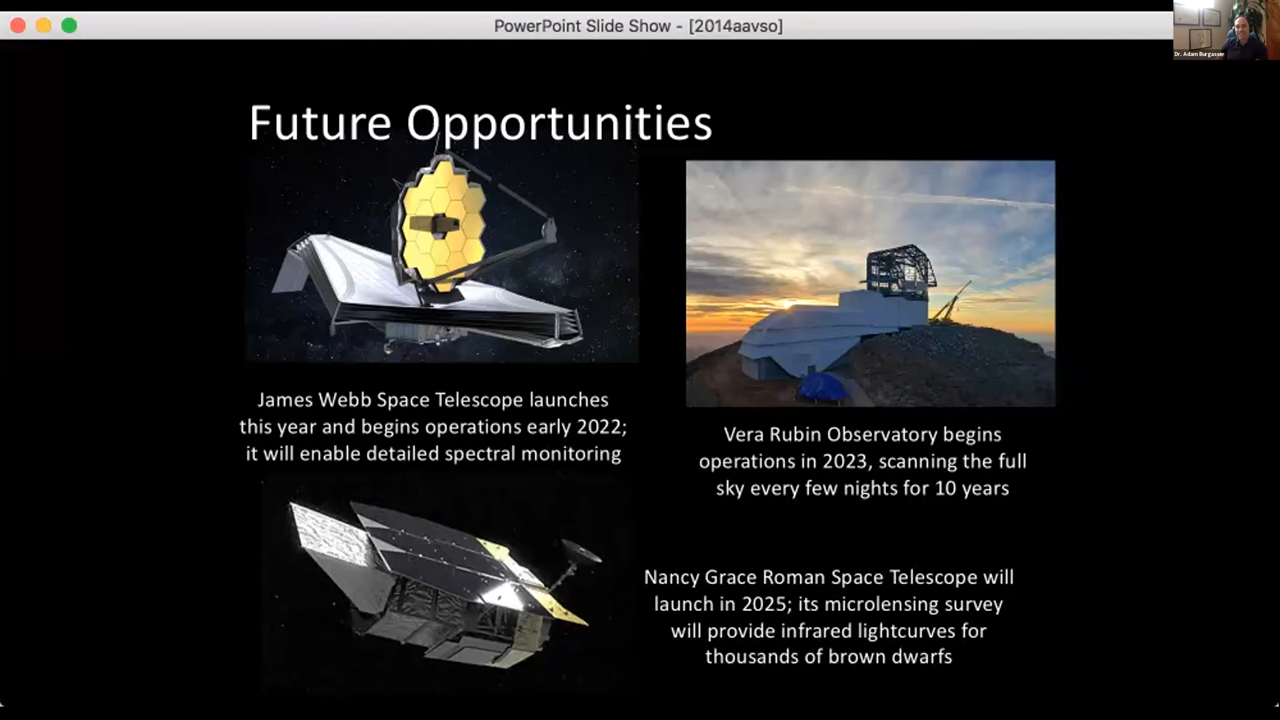 PowerPoint Slide Show - [2014aavso]
Dr. Adam Burgasser
Future Opportunities
James Webb Space Telescope launches
this year and begins operations early 2022;
it will enable detailed spectral monitoring
Vera Rubin Observatory begins
operations in 2023, scanning the full
sky every few nights for 10 years
Nancy Grace Roman Space Telescope will
launch in 2025; its microlensing survey
will provide infrared lightcurves for
thousands of brown dwarfs